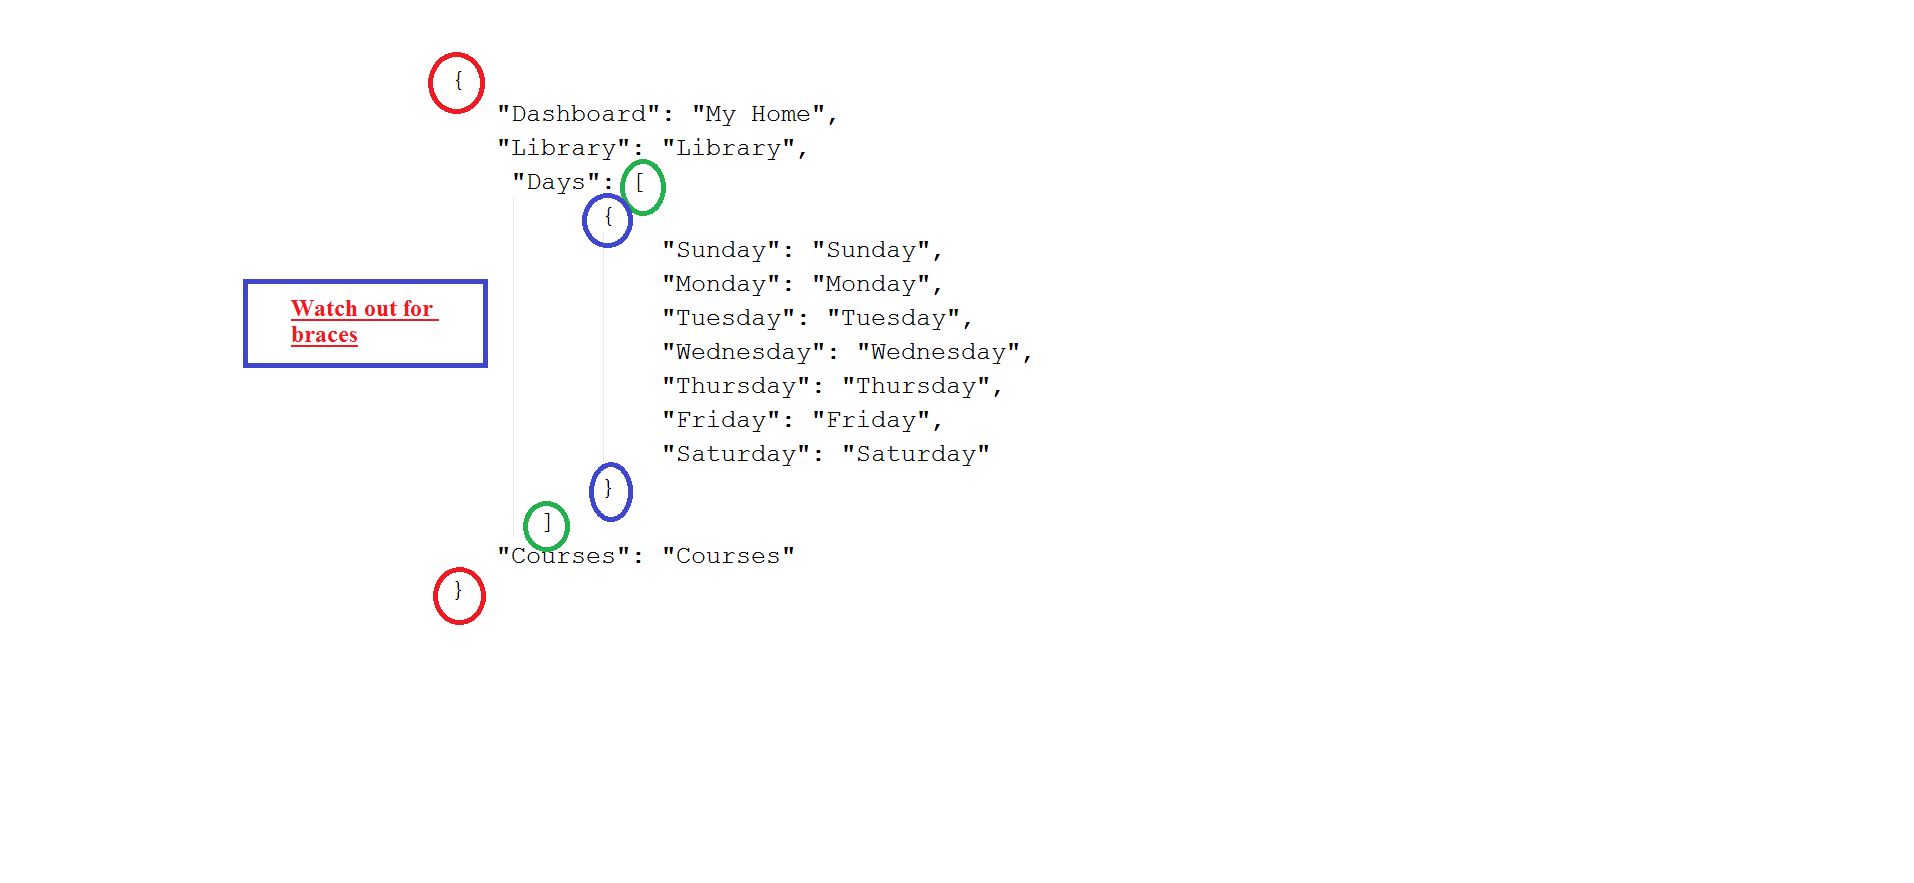 {
"Dashboard": "My Home",
"Library": "Library",
"Days": [
{
"Sunday": "Sunday",
"Monday": "Monday",
Watch out for
braces
"Tuesday": "Tuesday",
"Wednesday": "Wednesday",
"Thursday": "Thursday",
"Friday": "Friday",
"Saturday": "Saturday"
}
]
"Courses": "Courses"
}